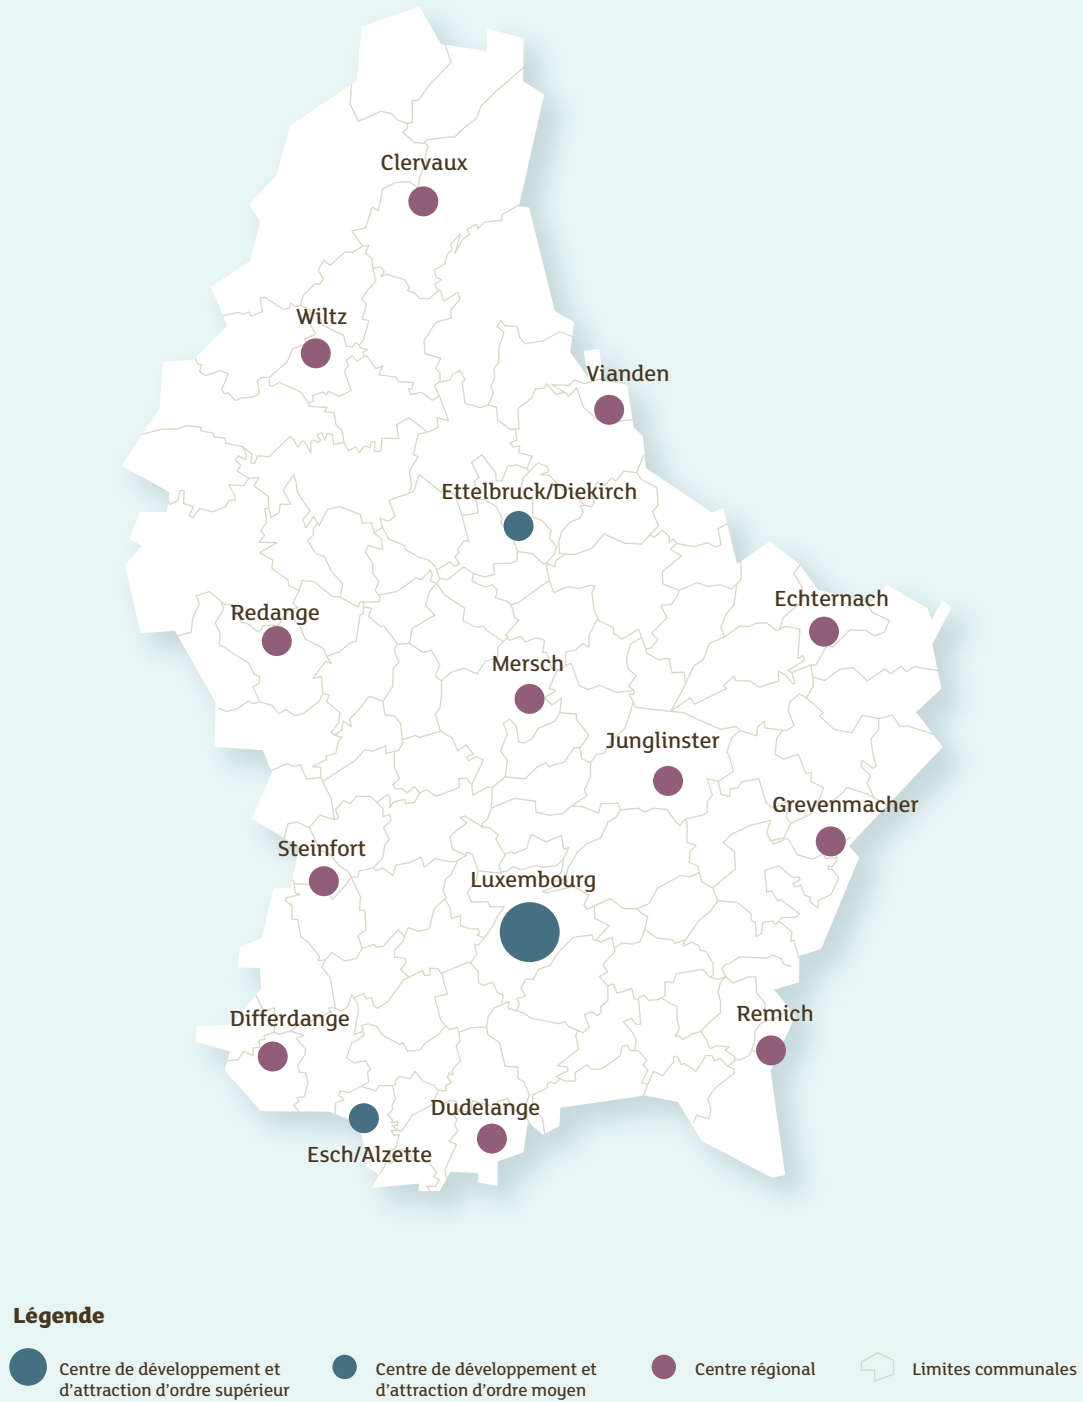 Clervaux
Wiltz
Vianden
Ettelbruck/Diekirch
Echternach
Redange
Mersch
Junglinster
Grevenmacher
Steinfort
Luxembourg
Remich
Differdange
Dudelange
Esch/Alzette
Légende
Centre de développement et
d'attraction d'ordre supérieur
Centre de développement et
d'attraction d'ordre moyen
Centre régional
Limites communales